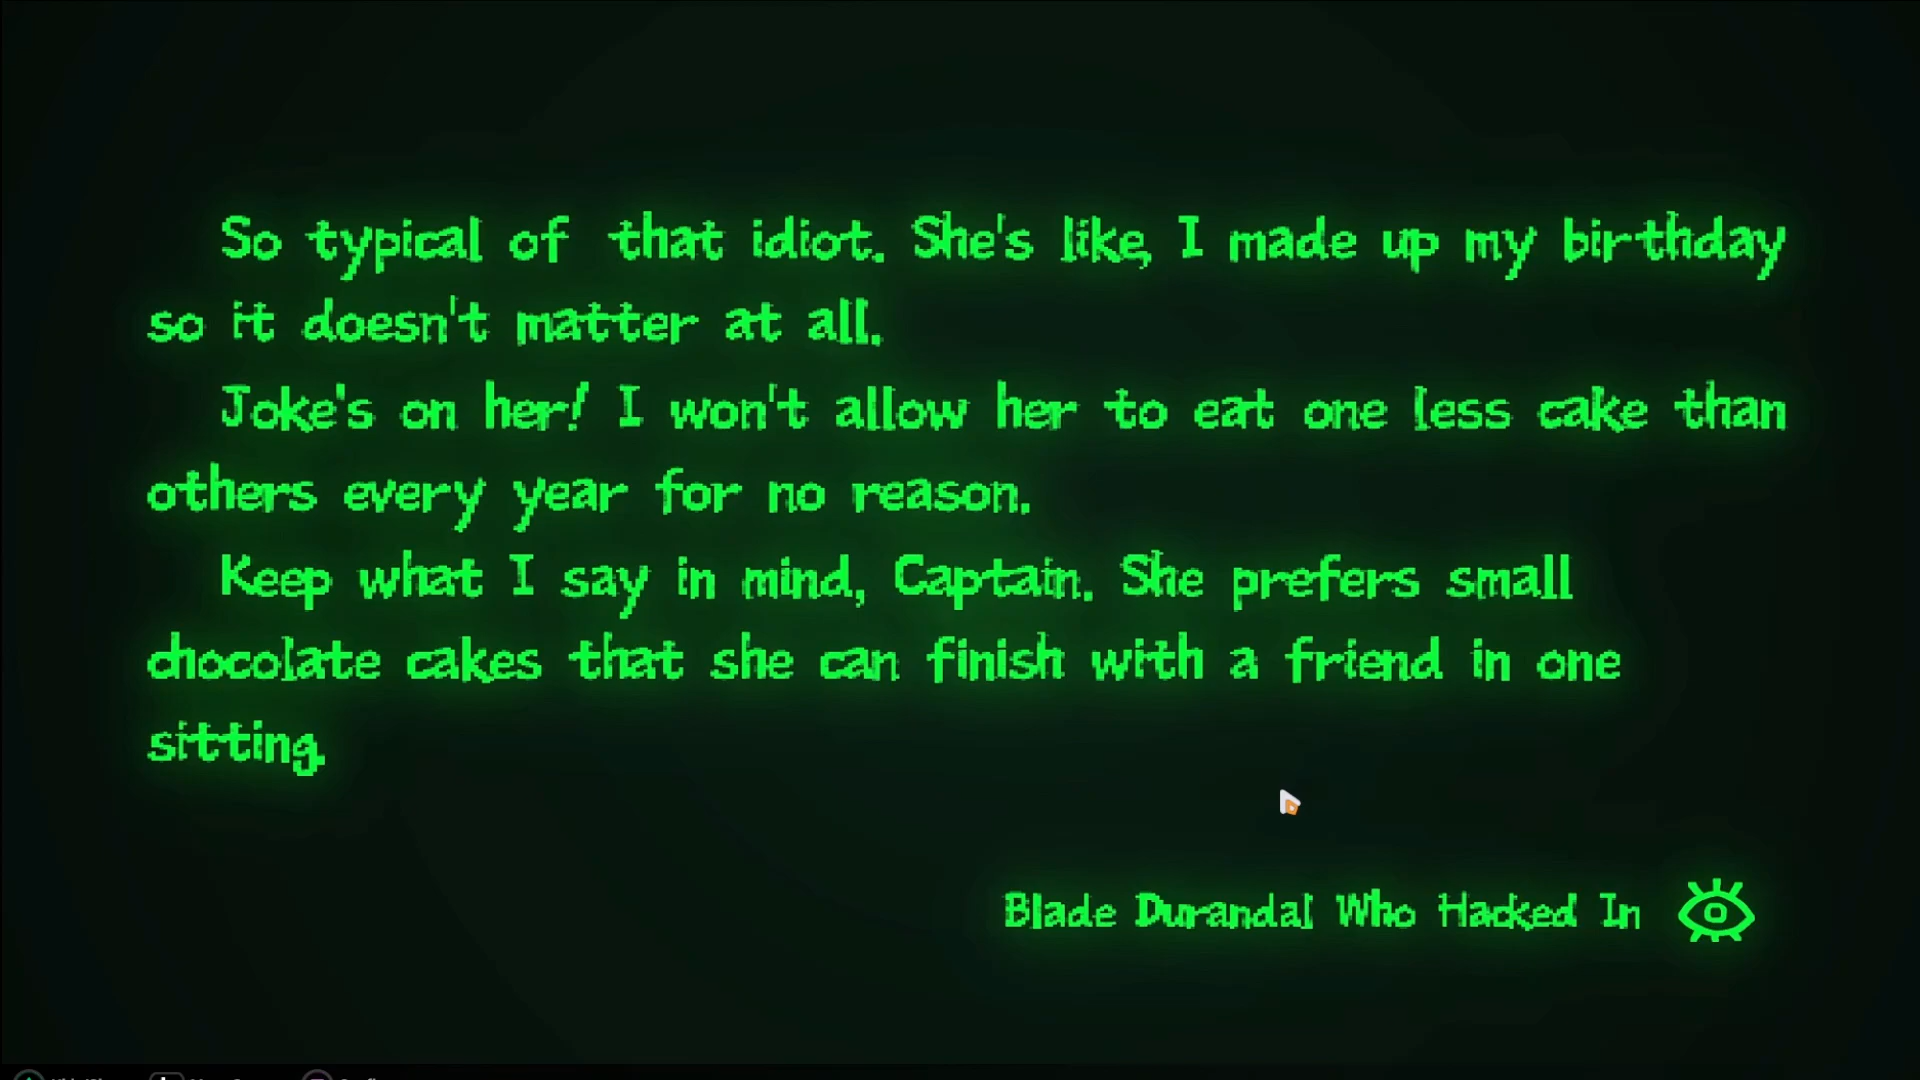 So typical of that idiot. She's like, I made up my birthday
so it doesn't matter at all.
Joke's on her! I won't allow her to eat one less cake than
others every year for no reason.
Keep what I say in mind, Captain. She prefers small
chocolate cakes that she can finish with a friend in one
sitting.
Blade Durandal Who Hacked In